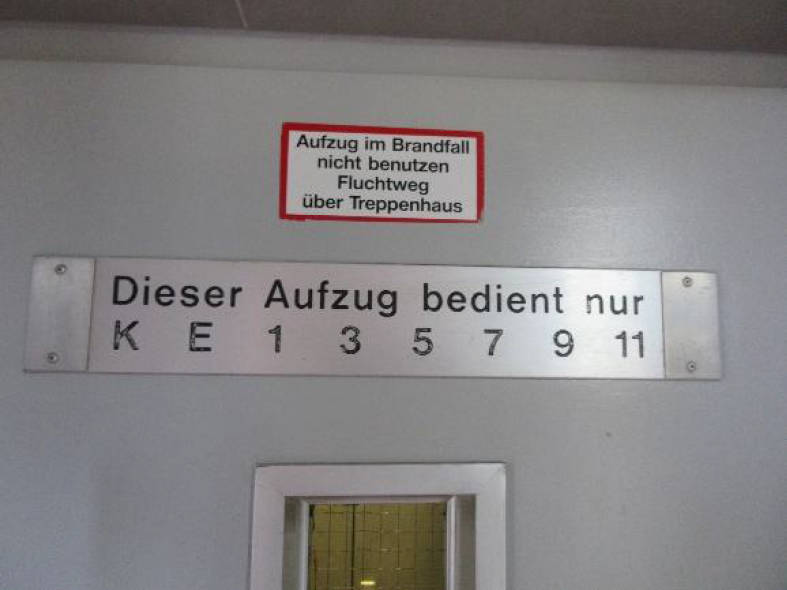 Aufzug im Brandfall
nicht benutzen
Fluchtweg
über Treppenhaus
Dieser Aufzug bedient nur
K E 1 3 5 7 9 11